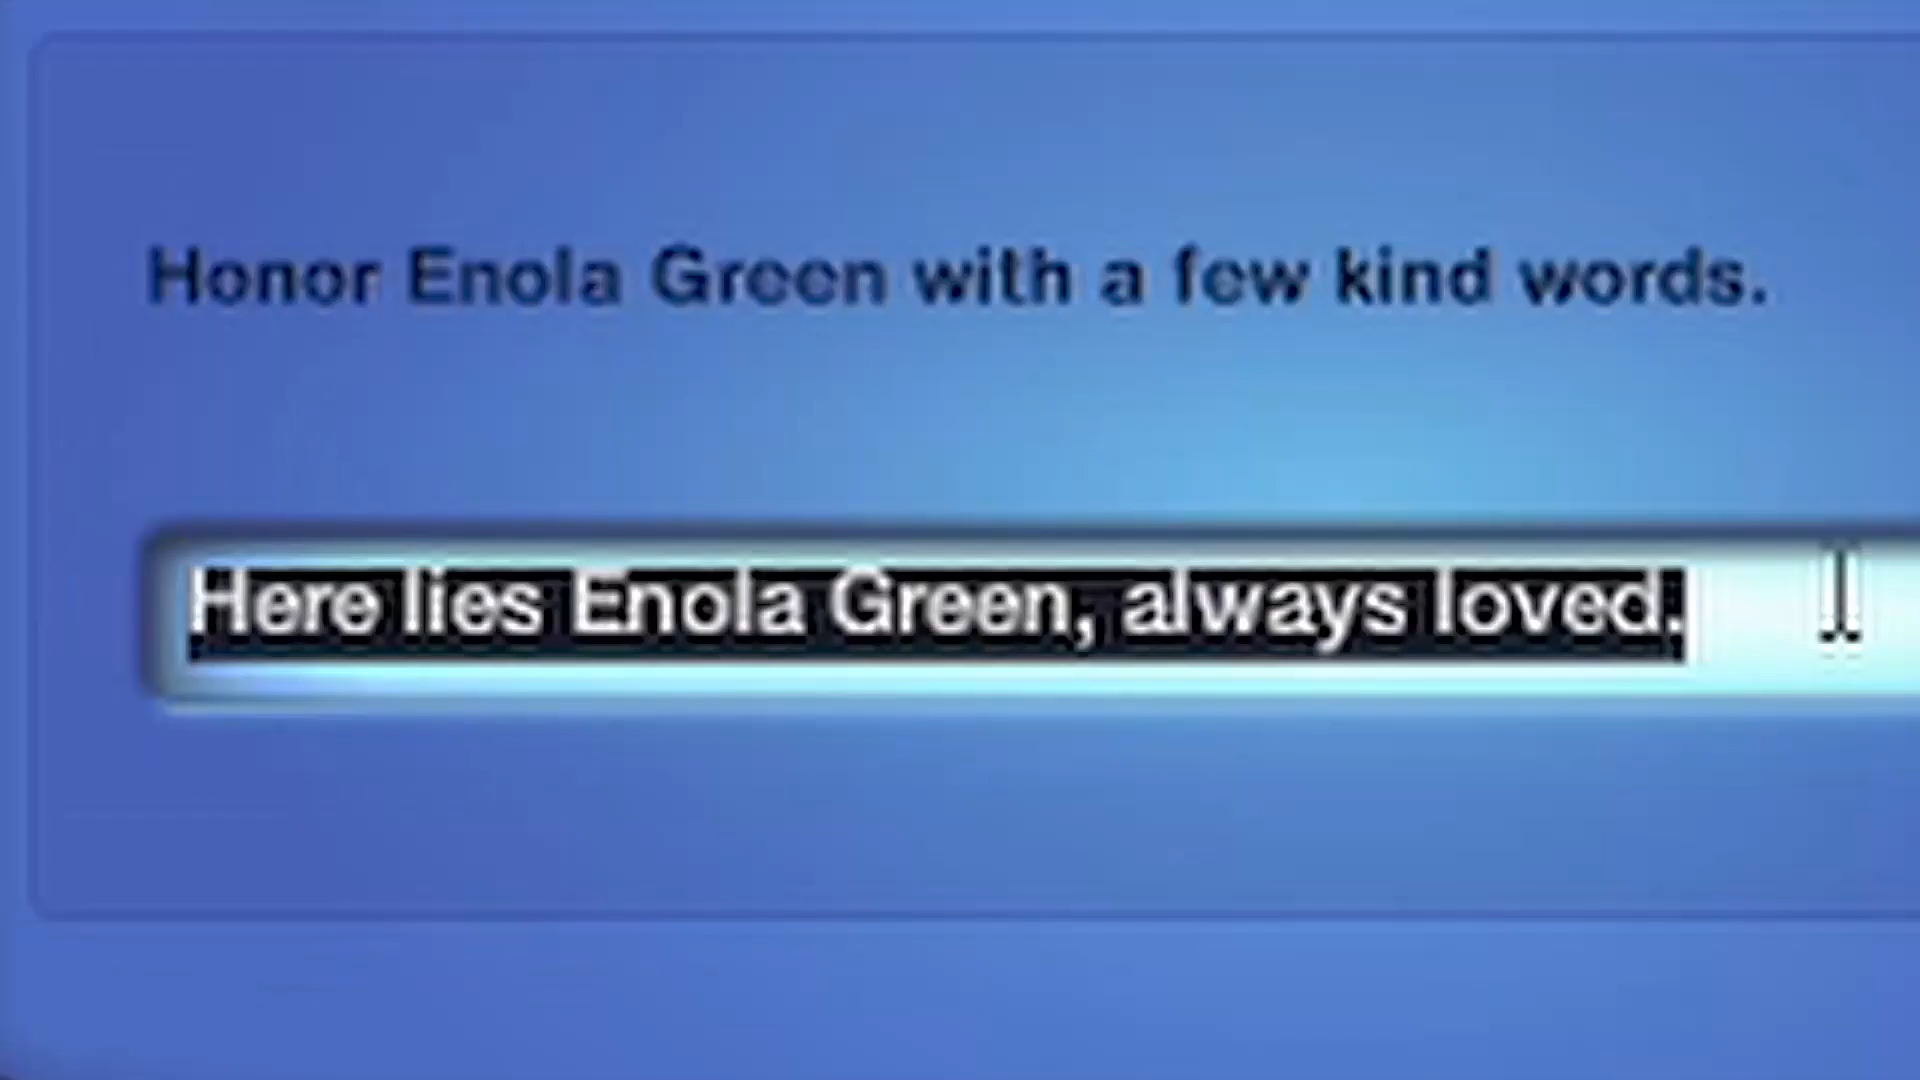 Honor Enola Green with a few kind words.
Here lies Enola Green, always loved.